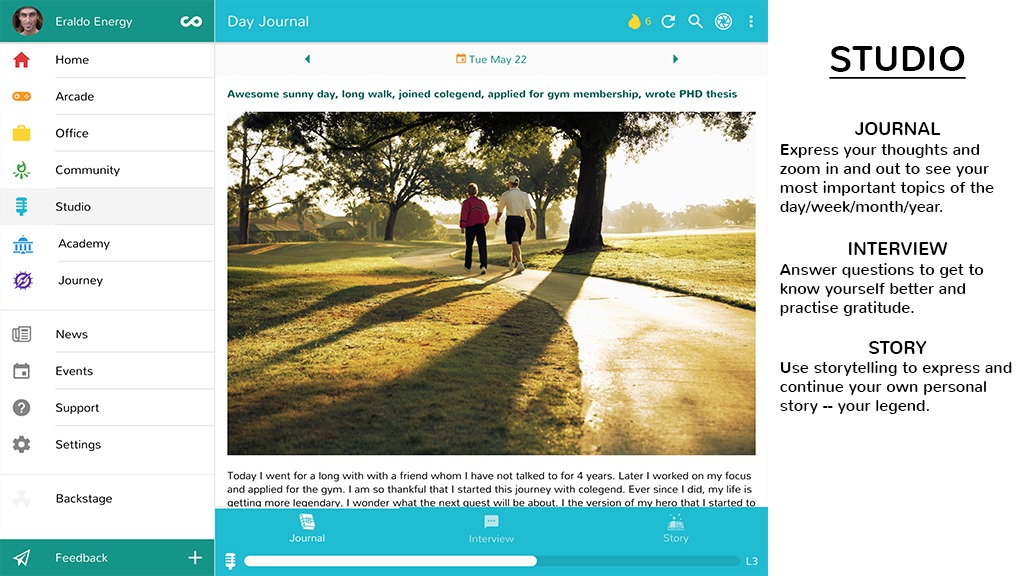 Eraldo Energy
Home
Arcade
Office
Community
Studio
Academy
Journey
News
Events
Support
Settings
Backstage
Feedback
Day Journal
6
Tue May 22
Awesome sunny day, long walk, joined colegend, applied for gym membership, wrote PHD thesis
Today I went for a long with with a friend whom I have not talked to for 4 years. Later I worked on my focus
and applied for the gym. I am so thankful that I started this journey with colegend. Ever since I did, my life is
getting more legendary. I wonder what the next quest will be about. I the version of my hero that I started to
Journal
Interview
Story
L3
STUDIO
JOURNAL
Express your thoughts and
zoom in and out to see your
most important topics of the
day/week/month/year.
INTERVIEW
Answer questions to get to
know yourself better and
practise gratitude.
STORY
Use storytelling to express and
continue your own personal
story -- your legend.